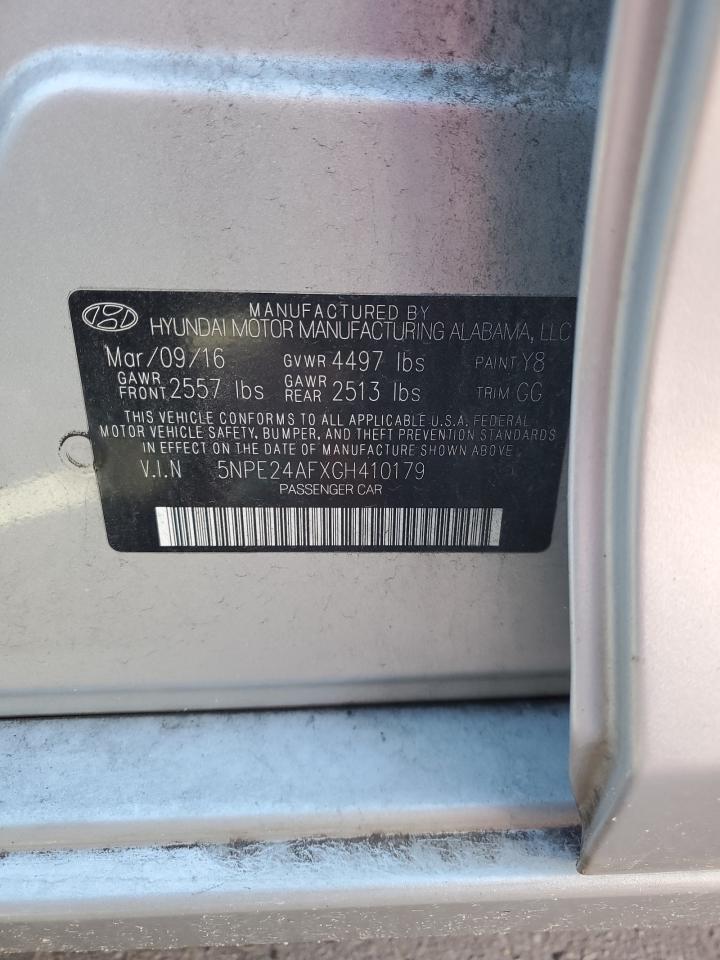 MANUFACTURED BY
HYUNDAI MOTOR MANUFACTURING ALABAMA, LLC
Mar/09/16 GVWR 4497 lbs PAINT Y8
GAWR FRONT 2557 lbs GAWR REAR 2513 lbs TRIM GG
THIS VEHICLE CONFORMS TO ALL APPLICABLE U.S.A. FEDERAL
MOTOR VEHICLE SAFETY, BUMPER, AND THEFT PREVENTION STANDARDS
IN EFFECT ON THE DATE OF MANUFACTURE SHOWN ABOVE.
V.I.N 5NPE24AFXGH410179
PASSENGER CAR